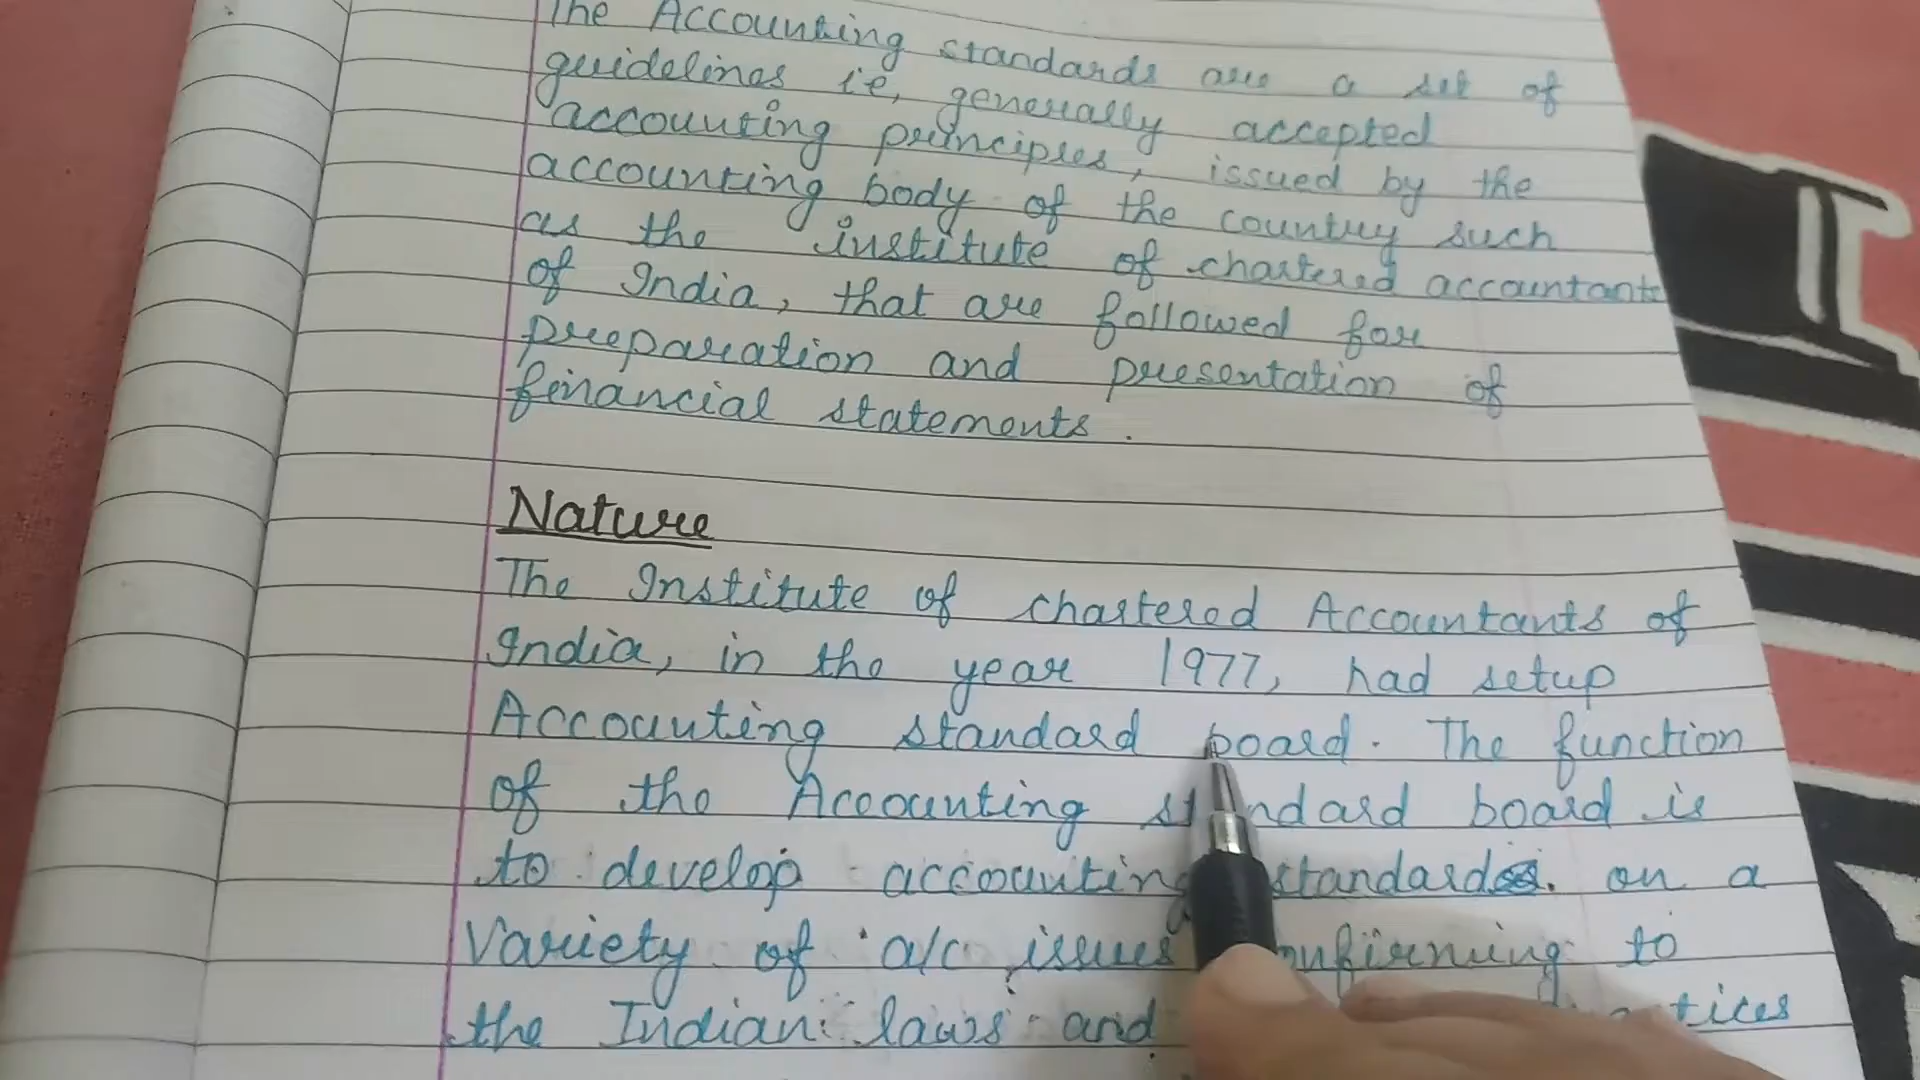 The Accounting standards are a set of
guidelines i.e, generally accepted
accounting principles, issued by the
accounting body of the country such
as the institute of chartered accountants
of India, that are followed for
preparation and presentation of
financial statements.
Nature
The Institute of chartered Accountants of
India, in the year 1977, had setup
Accouting standard board. The function
of the Accounting standard board is
to develop accouting standards. on a
Variety of a/c issues to
the Indian laws and